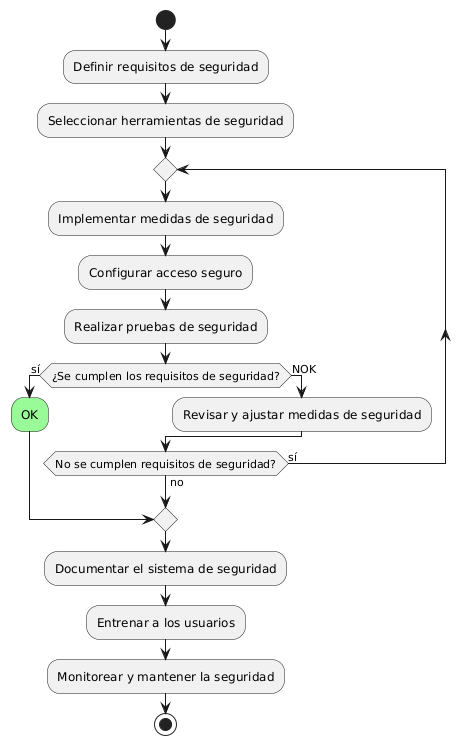 Definir requisitos de seguridad
Seleccionar herramientas de seguridad
Implementar medidas de seguridad
Configurar acceso seguro
Realizar pruebas de seguridad
sí
¿Se cumplen los requisitos de seguridad?
NOK
OK
Revisar y ajustar medidas de seguridad
No se cumplen requisitos de seguridad?
sí
no
Documentar el sistema de seguridad
Entrenar a los usuarios
Monitorear y mantener la seguridad